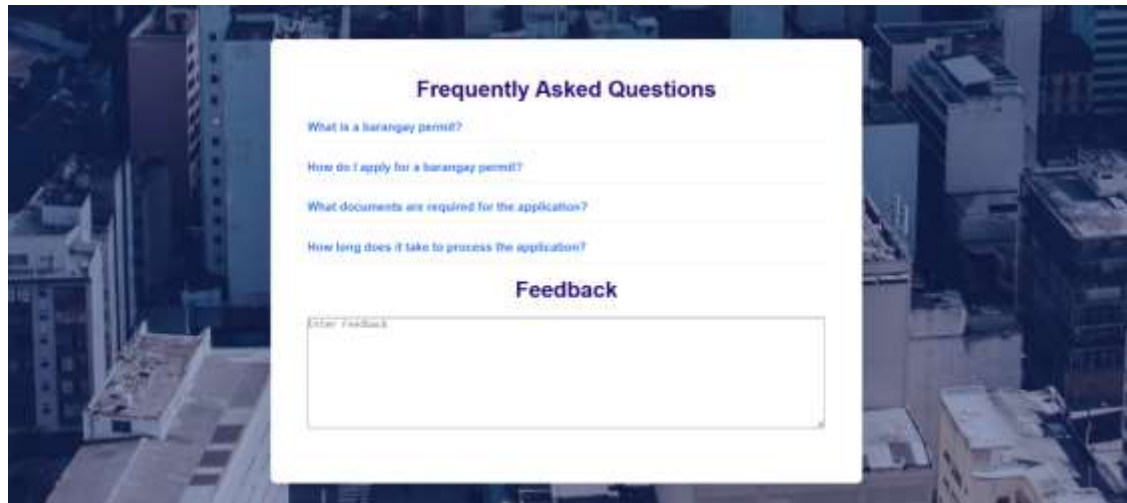 Frequently Asked Questions
What is a barangay permit?
How do I apply for a barangay permit?
What documents are required for the application?
How long does it take to process the application?
Feedback
Enter Feedback